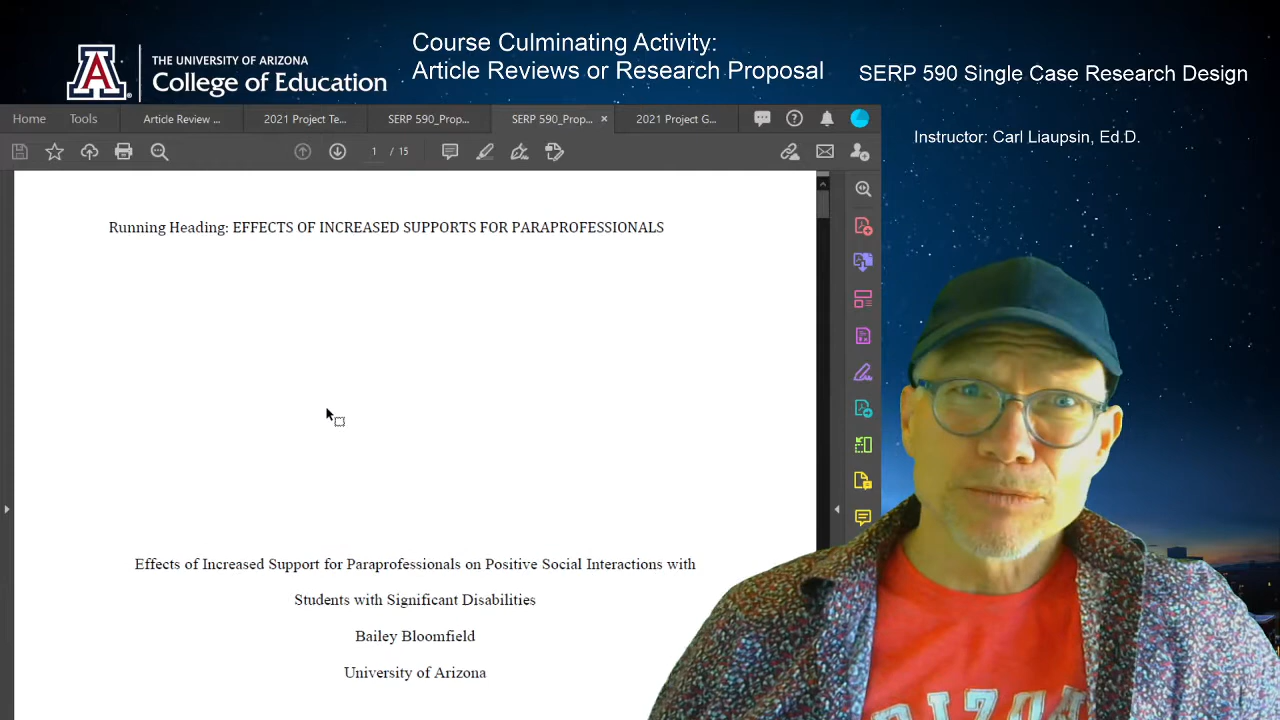 THE UNIVERSITY OF ARIZONA
College of Education
Course Culminating Activity:
Article Reviews or Research Proposal
SERP 590 Single Case Research Design
Instructor: Carl Liaupsin, Ed.D.
Home Tools Article Review ... 2021 Project Te... SERP 590_Prop... SERP 590_Prop... × 2021 Project G...
1 / 15
Running Heading: EFFECTS OF INCREASED SUPPORTS FOR PARAPROFESSIONALS
Effects of Increased Support for Paraprofessionals on Positive Social Interactions with
Students with Significant Disabilities
Bailey Bloomfield
University of Arizona